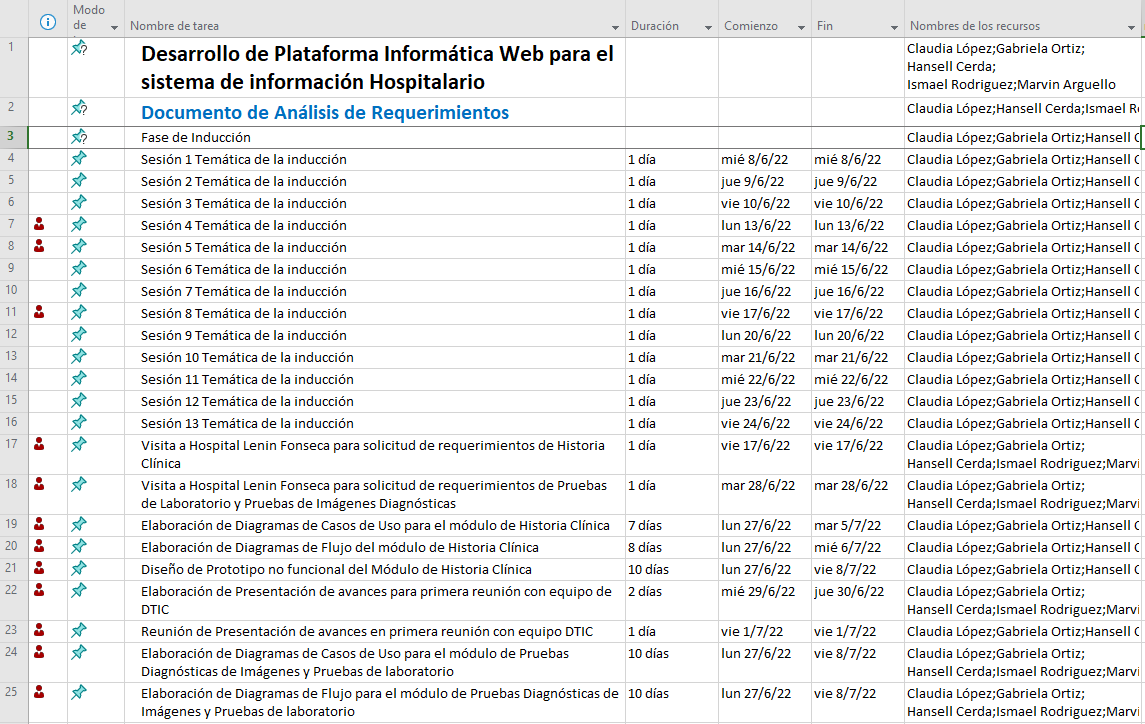 Modo
de
Nombre de tarea Duración Comienzo Fin Nombres de los recursos
1 Desarrollo de Plataforma Informática Web para el Claudia López;Gabriela Ortiz;
sistema de información Hospitalario Hansell Cerda;
Ismael Rodriguez;Marvin Arguello
2 Documento de Análisis de Requerimientos Claudia López;Hansell Cerda;Ismael R
3 Fase de Inducción Claudia López;Gabriela Ortiz;Hansell C
4 Sesión 1 Temática de la inducción 1 día mié 8/6/22 mié 8/6/22 Claudia López;Gabriela Ortiz;Hansell C
5 Sesión 2 Temática de la inducción 1 día jue 9/6/22 jue 9/6/22 Claudia López;Gabriela Ortiz;Hansell C
6 Sesión 3 Temática de la inducción 1 día vie 10/6/22 vie 10/6/22 Claudia López;Gabriela Ortiz;Hansell C
7 Sesión 4 Temática de la inducción 1 día lun 13/6/22 lun 13/6/22 Claudia López;Gabriela Ortiz;Hansell C
8 Sesión 5 Temática de la inducción 1 día mar 14/6/22 mar 14/6/22 Claudia López;Gabriela Ortiz;Hansell C
9 Sesión 6 Temática de la inducción 1 día mié 15/6/22 mié 15/6/22 Claudia López;Gabriela Ortiz;Hansell C
10 Sesión 7 Temática de la inducción 1 día jue 16/6/22 jue 16/6/22 Claudia López;Gabriela Ortiz;Hansell C
11 Sesión 8 Temática de la inducción 1 día vie 17/6/22 vie 17/6/22 Claudia López;Gabriela Ortiz;Hansell C
12 Sesión 9 Temática de la inducción 1 día lun 20/6/22 lun 20/6/22 Claudia López;Gabriela Ortiz;Hansell C
13 Sesión 10 Temática de la inducción 1 día mar 21/6/22 mar 21/6/22 Claudia López;Gabriela Ortiz;Hansell C
14 Sesión 11 Temática de la inducción 1 día mié 22/6/22 mié 22/6/22 Claudia López;Gabriela Ortiz;Hansell C
15 Sesión 12 Temática de la inducción 1 día jue 23/6/22 jue 23/6/22 Claudia López;Gabriela Ortiz;Hansell C
16 Sesión 13 Temática de la inducción 1 día vie 24/6/22 vie 24/6/22 Claudia López;Gabriela Ortiz;Hansell C
17 Visita a Hospital Lenin Fonseca para solicitud de requerimientos de Historia 1 día vie 17/6/22 vie 17/6/22 Claudia López;Gabriela Ortiz;
Clínica Hansell Cerda;Ismael Rodriguez;Marvi
18 Visita a Hospital Lenin Fonseca para solicitud de requerimientos de Pruebas 1 día mar 28/6/22 mar 28/6/22 Claudia López;Gabriela Ortiz;
de Laboratorio y Pruebas de Imágenes Diagnósticas Hansell Cerda;Ismael Rodriguez;Marvi
19 Elaboración de Diagramas de Casos de Uso para el módulo de Historia Clínica 7 días lun 27/6/22 mar 5/7/22 Claudia López;Gabriela Ortiz;Hansell C
20 Elaboración de Diagramas de Flujo del módulo de Historia Clínica 8 días lun 27/6/22 mié 6/7/22 Claudia López;Gabriela Ortiz;Hansell C
21 Diseño de Prototipo no funcional del Módulo de Historia Clínica 10 días lun 27/6/22 vie 8/7/22 Claudia López;Gabriela Ortiz;Hansell C
22 Elaboración de Presentación de avances para primera reunión con equipo de 2 días mié 29/6/22 jue 30/6/22 Claudia López;Gabriela Ortiz;
DTIC Hansell Cerda;Ismael Rodriguez;Marvi
23 Reunión de Presentación de avances en primera reunión con equipo DTIC 1 día vie 1/7/22 vie 1/7/22 Claudia López;Gabriela Ortiz;Hansell C
24 Elaboración de Diagramas de Casos de Uso para el módulo de Pruebas 10 días lun 27/6/22 vie 8/7/22 Claudia López;Gabriela Ortiz;
Diagnósticas de Imágenes y Pruebas de laboratorio Hansell Cerda;Ismael Rodriguez;Marvi
25 Elaboración de Diagramas de Flujo para el módulo de Pruebas Diagnósticas de 10 días lun 27/6/22 vie 8/7/22 Claudia López;Gabriela Ortiz;
Imágenes y Pruebas de laboratorio Hansell Cerda;Ismael Rodriguez;Marvi